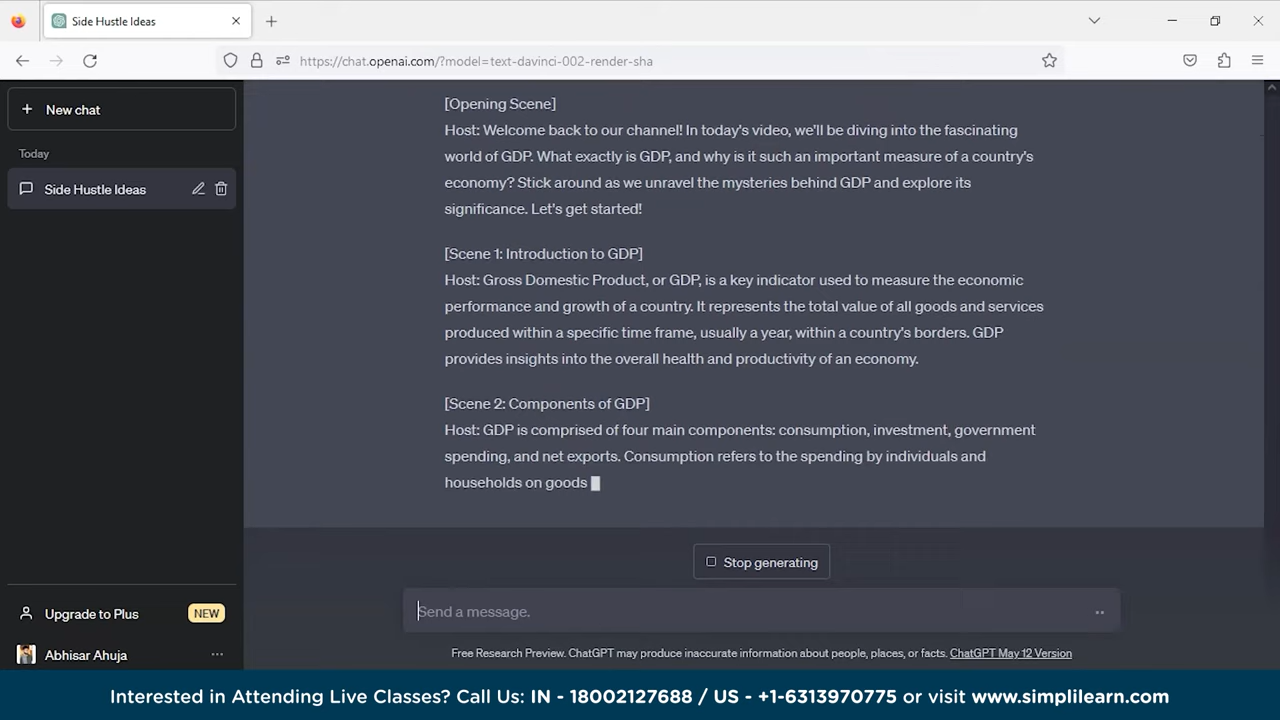 Side Hustle Ideas
https://chat.openai.com/?model=text-davinci-002-render-sha
New chat
Today
Side Hustle Ideas
[Opening Scene]
Host: Welcome back to our channel! In today's video, we'll be diving into the fascinating
world of GDP. What exactly is GDP, and why is it such an important measure of a country's
economy? Stick around as we unravel the mysteries behind GDP and explore its
significance. Let's get started!
[Scene 1: Introduction to GDP]
Host: Gross Domestic Product, or GDP, is a key indicator used to measure the economic
performance and growth of a country. It represents the total value of all goods and services
produced within a specific time frame, usually a year, within a country's borders. GDP
provides insights into the overall health and productivity of an economy.
[Scene 2: Components of GDP]
Host: GDP is comprised of four main components: consumption, investment, government
spending, and net exports. Consumption refers to the spending by individuals and
households on goods
Stop generating
Send a message.
Upgrade to Plus NEW
Abhisar Ahuja
Free Research Preview. ChatGPT may produce inaccurate information about people, places, or facts. ChatGPT May 12 Version
Interested in Attending Live Classes? Call Us: IN - 18002127688 / US - +1-6313970775 or visit www.simplilearn.com